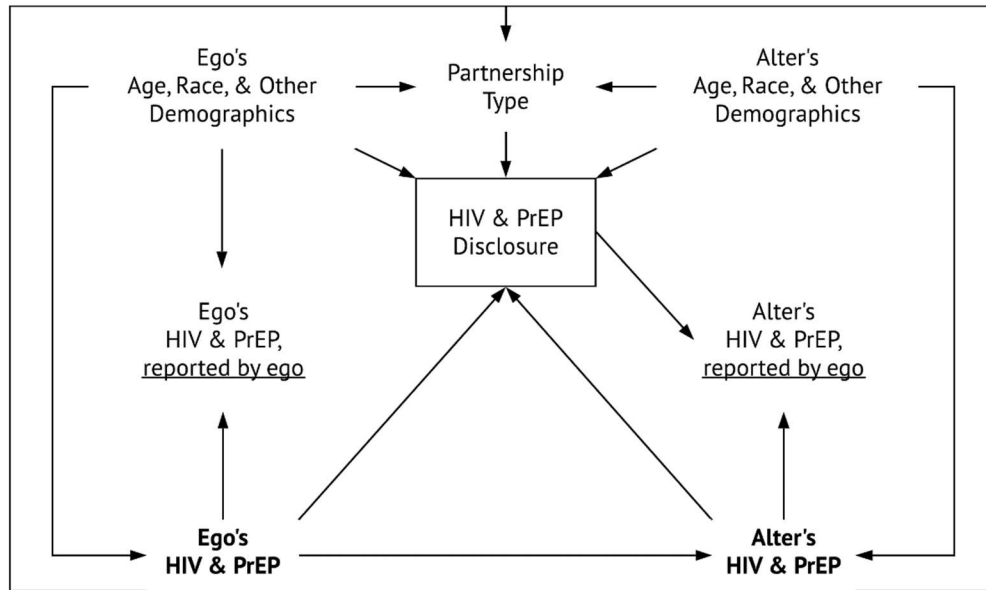 Ego's
Age, Race, & Other
Demographics
Partnership
Type
Alter's
Age, Race, & Other
Demographics
HIV & PrEP
Disclosure
Ego's
HIV & PrEP,
reported by ego
Alter's
HIV & PrEP,
reported by ego
Ego's
HIV & PrEP
Alter's
HIV & PrEP